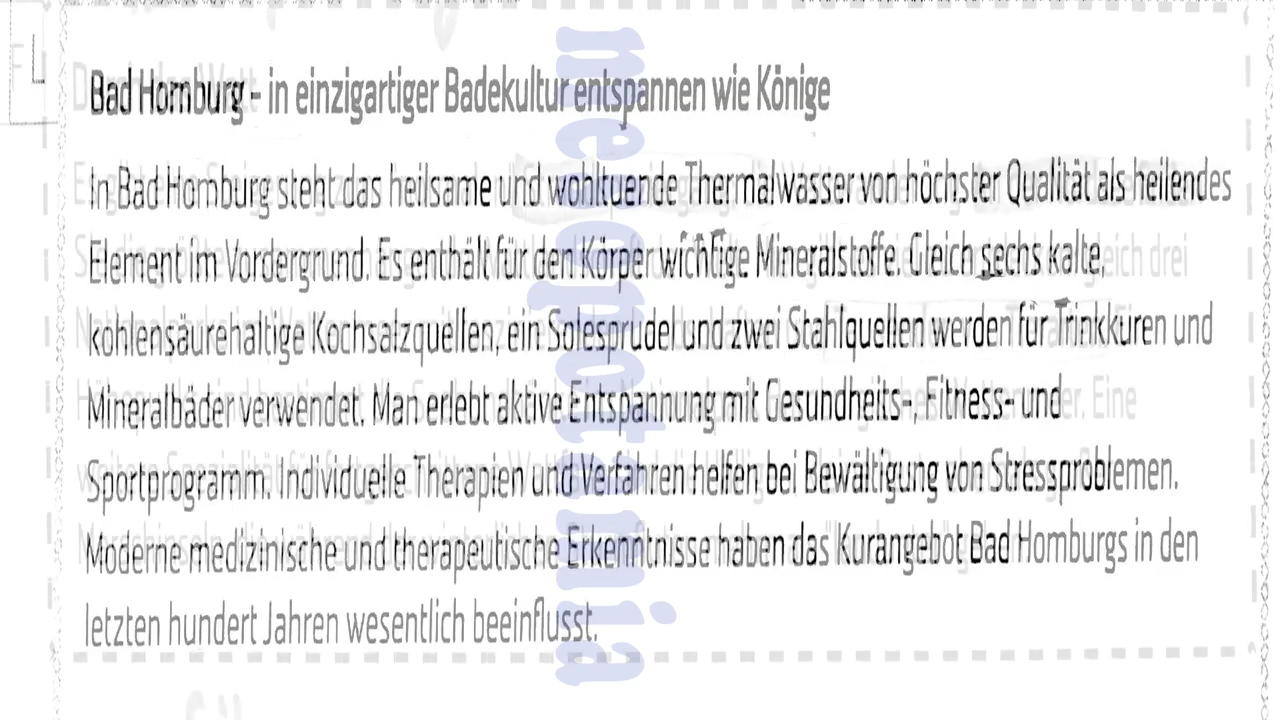 Bad Homburg - in einzigartiger Badekultur entspannen wie Könige
In Bad Homburg steht das heilsame und wohltuende Thermalwasser von höchster Qualität als heilendes
Element im Vordergrund. Es enthält für den Körper wichtige Mineralstoffe. Gleich sechs kalte,
kohlensäurehaltige Kochsalzquellen, ein Solesprudel und zwei Stahlquellen werden für Trinkkuren und
Mineralbäder verwendet. Man erlebt aktive Entspannung mit Gesundheits-, Fitness- und
Sportprogramm. Individuelle Therapien und Verfahren helfen bei Bewältigung von Stressproblemen.
Moderne medizinische und therapeutische Erkenntnisse haben das Kurangebot Bad Homburgs in den
letzten hundert Jahren wesentlich beeinflusst.